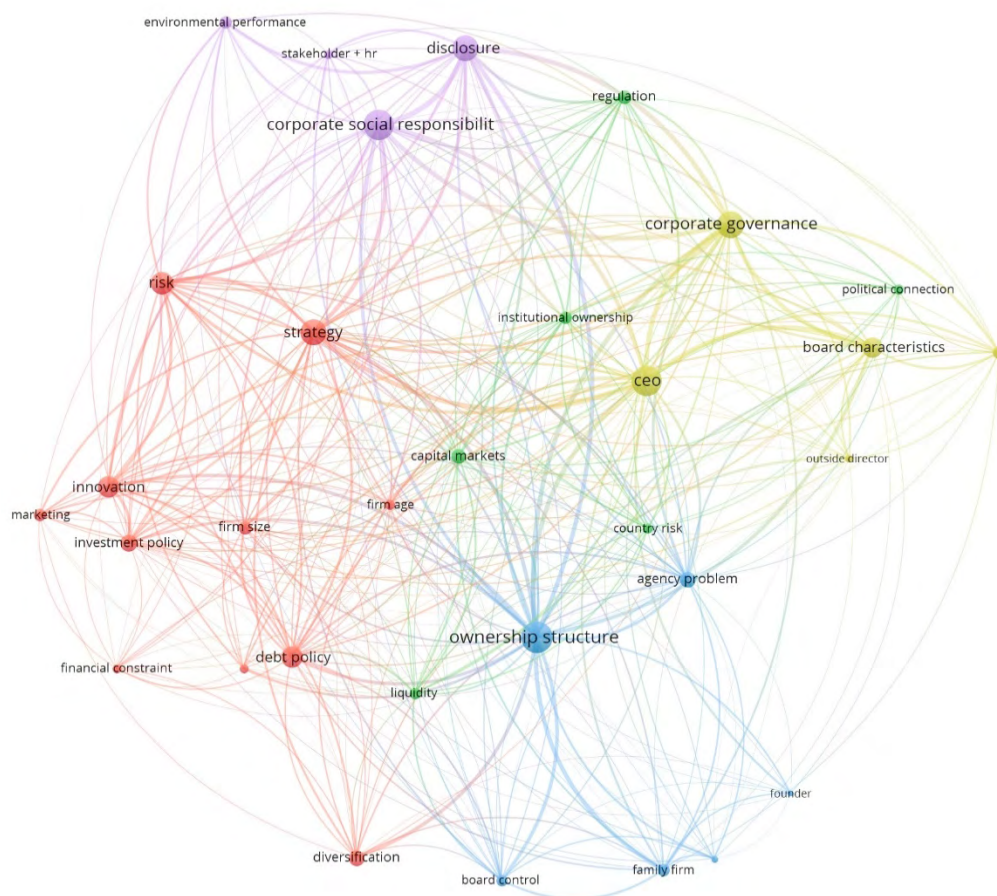 environmental performance
stakeholder + hr
disclosure
regulation
corporate social responsibilit
corporate governance
risk
political connection
institutional ownership
strategy
board characteristics
ceo
capital markets
outside director
innovation
firm age
marketing
firm size
country risk
investment policy
agency problem
ownership structure
debt policy
financial constraint
liquidity
founder
diversification
family firm
board control